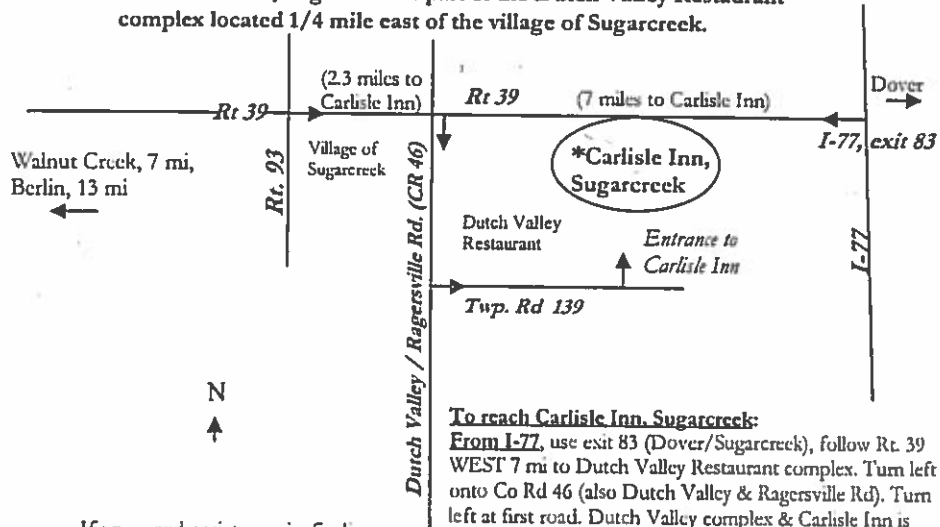 complex located 1/4 mile east of the village of Sugarcreek.
(2.3 miles to
Carlisle Inn)
Rt 39
Rt 39
(7 miles to Carlisle Inn)
Dover
I-77, exit 83
Walnut Creek, 7 mi,
Berlin, 13 mi
Rt. 93
Village of
Sugarcreek
*Carlisle Inn,
Sugarcreek
Dutch Valley
Restaurant
Entrance to
Carlisle Inn
I-77
Twp. Rd 139
Dutch Valley / Ragersville Rd. (CR 46)
N
To reach Carlisle Inn, Sugarcreek:
From I-77, use exit 83 (Dover/Sugarcreek), follow Rt. 39
WEST 7 mi to Dutch Valley Restaurant complex. Turn left
onto Co Rd 46 (also Dutch Valley & Ragersville Rd). Turn
left at first road. Dutch Valley complex & Carlisle Inn is